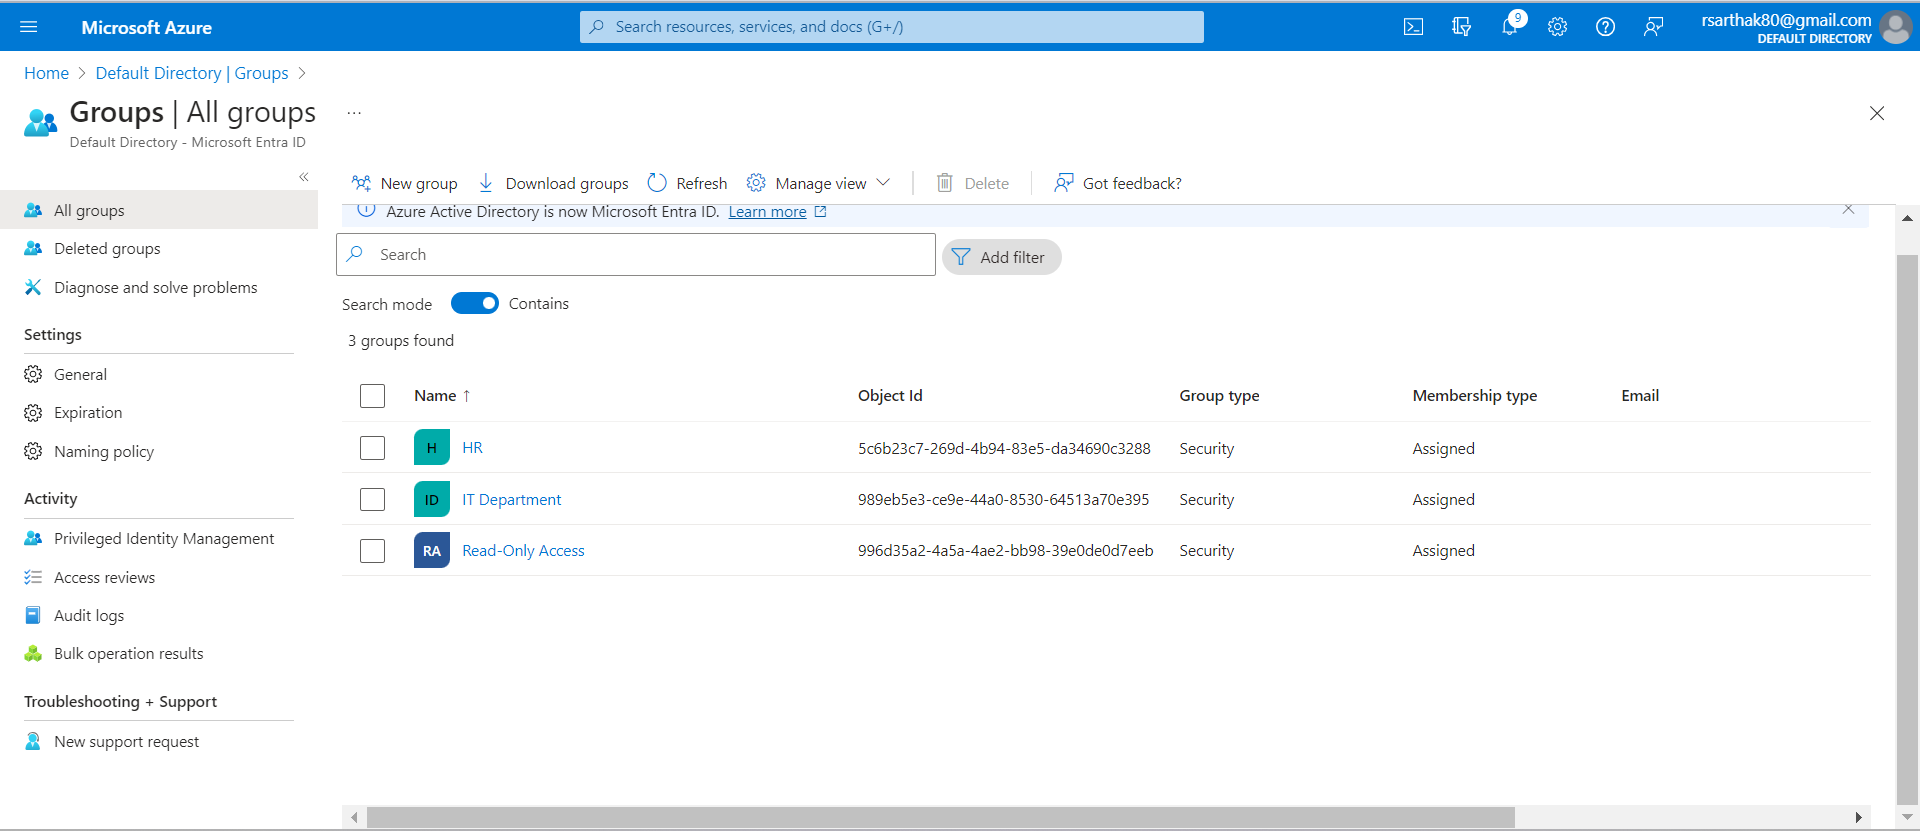 Microsoft Azure
Search resources, services, and docs (G+/)
9
rsarthak80@gmail.com
DEFAULT DIRECTORY
Home > Default Directory | Groups >
Groups | All groups ...
Default Directory - Microsoft Entra ID
«
New group
Download groups
Refresh
Manage view
Delete
Got feedback?
All groups
Deleted groups
Diagnose and solve problems
Settings
General
Expiration
Naming policy
Activity
Privileged Identity Management
Access reviews
Audit logs
Bulk operation results
Troubleshooting + Support
New support request
Azure Active Directory is now Microsoft Entra ID. Learn more
Search
Add filter
Search mode Contains
3 groups found
Name ↑ Object Id Group type Membership type Email
H HR 5c6b23c7-269d-4b94-83e5-da34690c3288 Security Assigned
ID IT Department 989eb5e3-ce9e-44a0-8530-64513a70e395 Security Assigned
RA Read-Only Access 996d35a2-4a5a-4ae2-bb98-39e0de0d7eeb Security Assigned